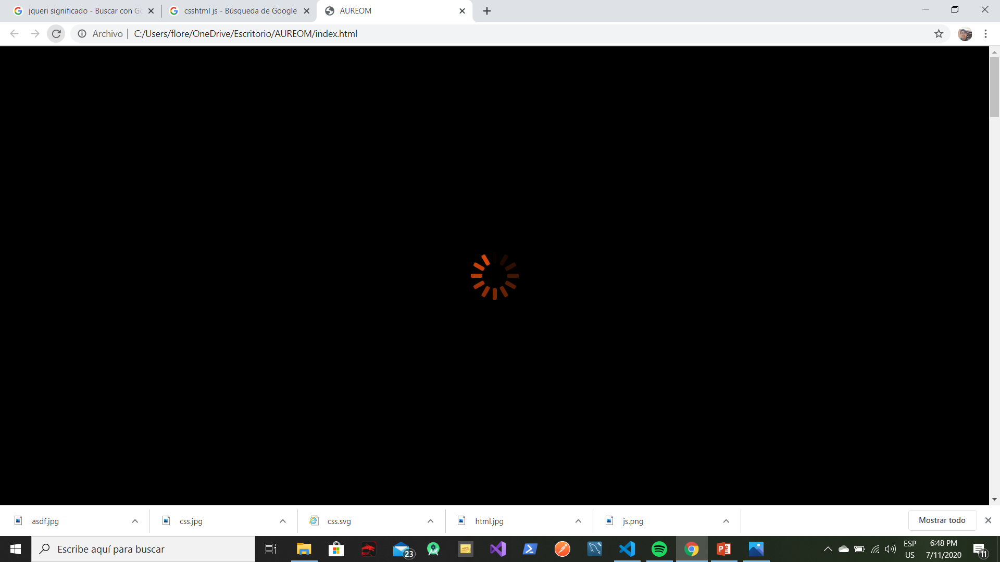 jqueri significado - Buscar con Go
csshtml js - Búsqueda de Google
AUREOM
Archivo | C:/Users/flore/OneDrive/Escritorio/AUREOM/index.html
asdf.jpg
css.jpg
css.svg
html.jpg
js.png
Mostrar todo
Escribe aquí para buscar
23
ESP
US
6:48 PM
7/11/2020
11